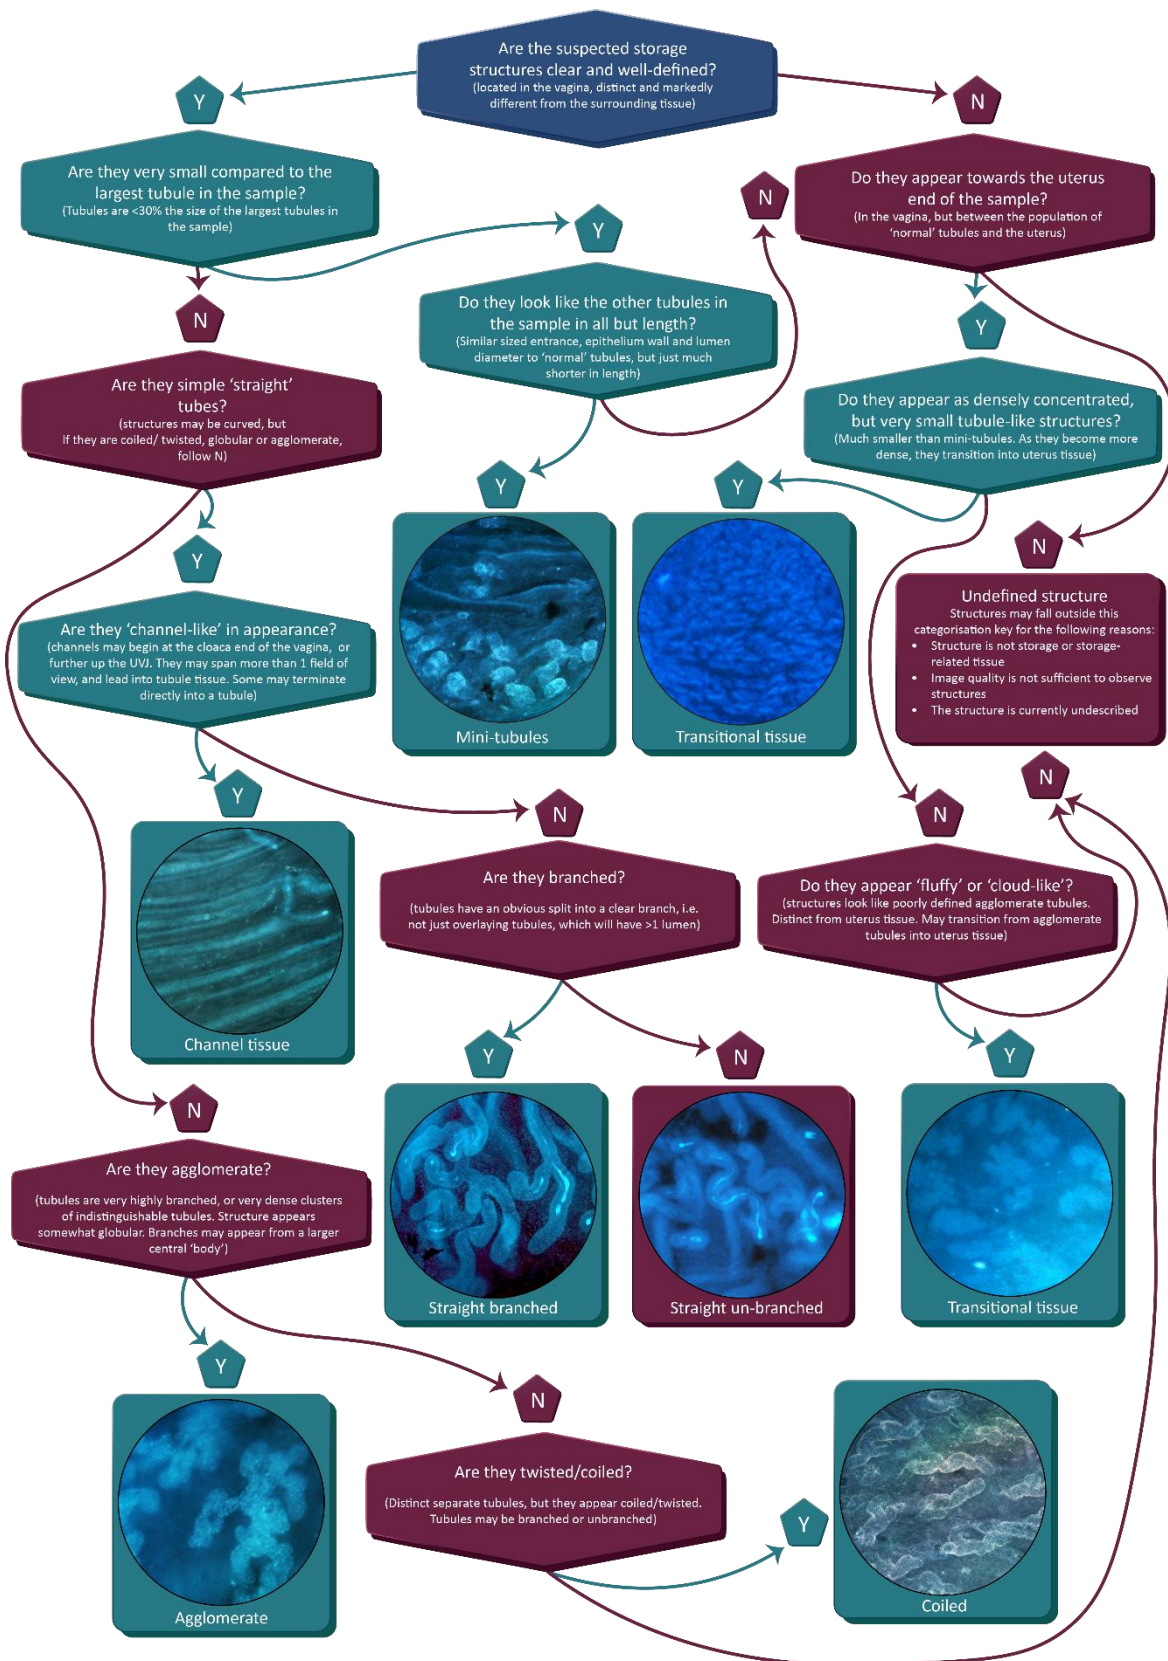 Are the suspected storage
structures clear and well-defined?
(located in the vagina, distinct and markedly
different from the surrounding tissue)
Y
N
Are they very small compared to the
largest tubule in the sample?
(Tubules are <30% the size of the largest tubules in
the sample)
Do they appear towards the uterus
end of the sample?
(In the vagina, but between the population of
‘normal’ tubules and the uterus)
N
Y
N
Do they look like the other tubules in
the sample in all but length?
(Similar sized entrance, epithelium wall and lumen
diameter to ‘normal’ tubules, but just much
shorter in length)
Y
Are they simple ‘straight’
tubes?
(structures may be curved, but
If they are coiled/ twisted, globular or agglomerate,
follow N)
Do they appear as densely concentrated,
but very small tubule-like structures?
(Much smaller than mini-tubules. As they become more
dense, they transition into uterus tissue)
Y
Y
Y
N
Mini-tubules
Transitional tissue
Undefined structure
Structures may fall outside this
categorisation key for the following reasons:
• Structure is not storage or storage-
related tissue
• Image quality is not sufficient to observe
structures
• The structure is currently undescribed
Are they ‘channel-like’ in appearance?
(channels may begin at the cloaca end of the vagina, or
further up the UVJ. They may span more than 1 field of
view, and lead into tubule tissue. Some may terminate
directly into a tubule)
Y
N
N
N
Channel tissue
Are they branched?
(tubules have an obvious split into a clear branch, i.e.
not just overlaying tubules, which will have >1 lumen)
Do they appear ‘fluffy’ or ‘cloud-like’?
(structures look like poorly defined agglomerate tubules.
Distinct from uterus tissue. May transition from agglomerate
tubules into uterus tissue)
Y
N
Y
Straight branched
Straight un-branched
Transitional tissue
N
Are they agglomerate?
(tubules are very highly branched, or very dense clusters
of indistinguishable tubules. Structure appears
somewhat globular. Branches may appear from a larger
central ‘body’)
Y
N
Agglomerate
Are they twisted/coiled?
(Distinct separate tubules, but they appear coiled/twisted.
Tubules may be branched or unbranched)
Y
Coiled